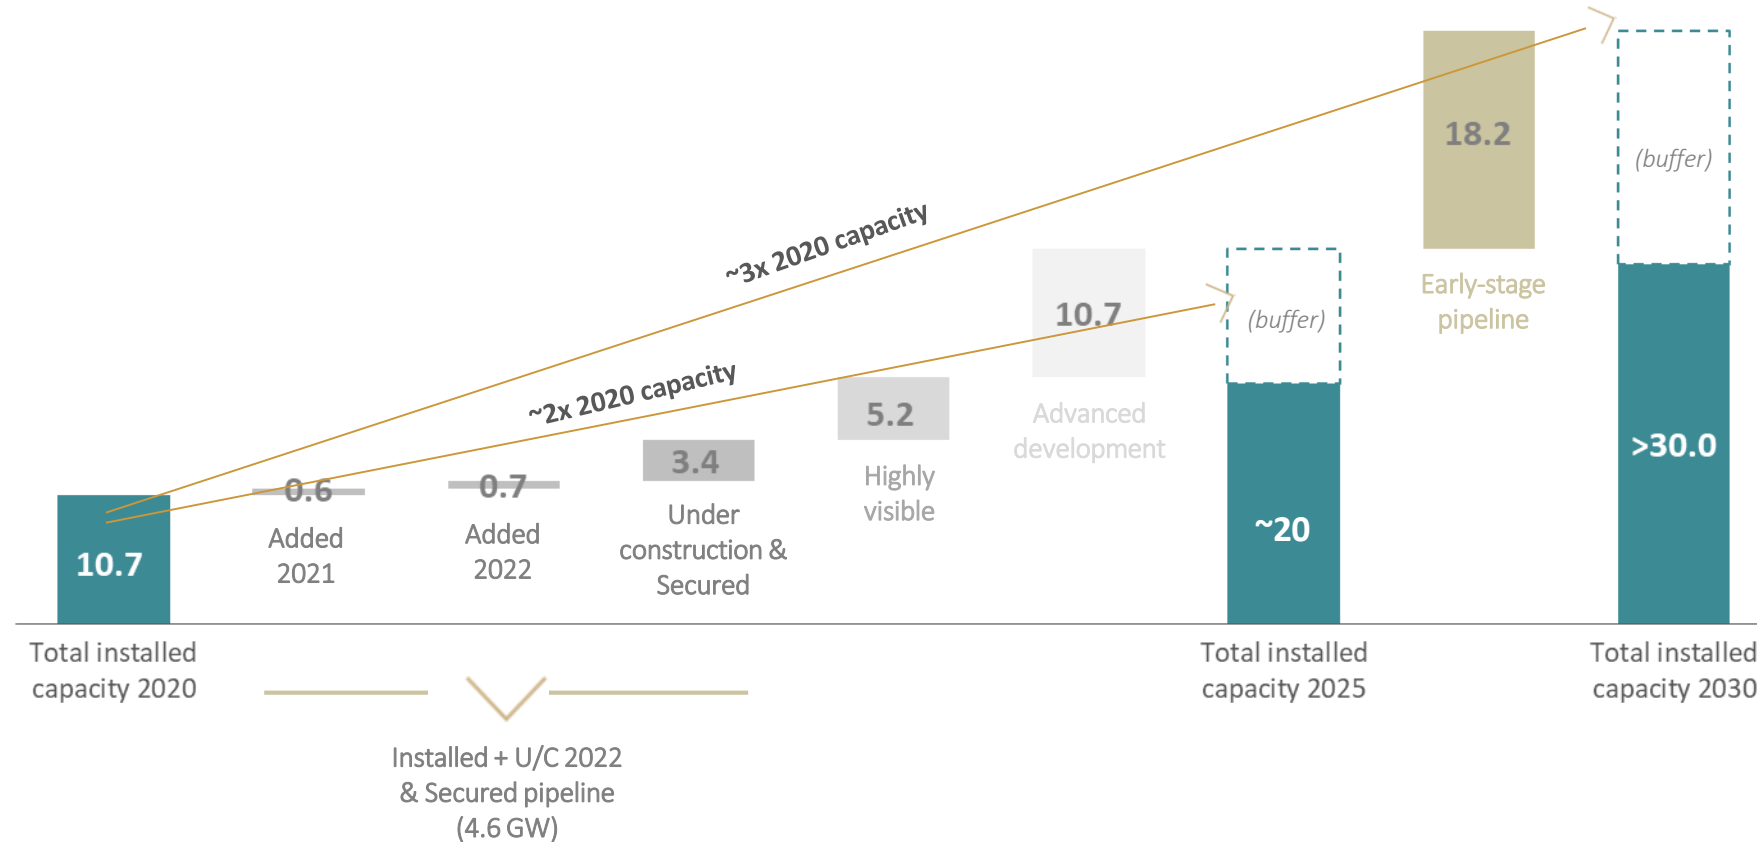 18.2
(buffer)
~3x 2020 capacity
Early-stage
pipeline
10.7
(buffer)
~2x 2020 capacity
5.2
Advanced
development
>30.0
3.4
Highly
visible
0.6
0.7
Under
construction &
Secured
~20
Added
2021
Added
2022
10.7
Total installed
capacity 2020
Total installed
capacity 2025
Total installed
capacity 2030
Installed + U/C 2022
& Secured pipeline
(4.6 GW)